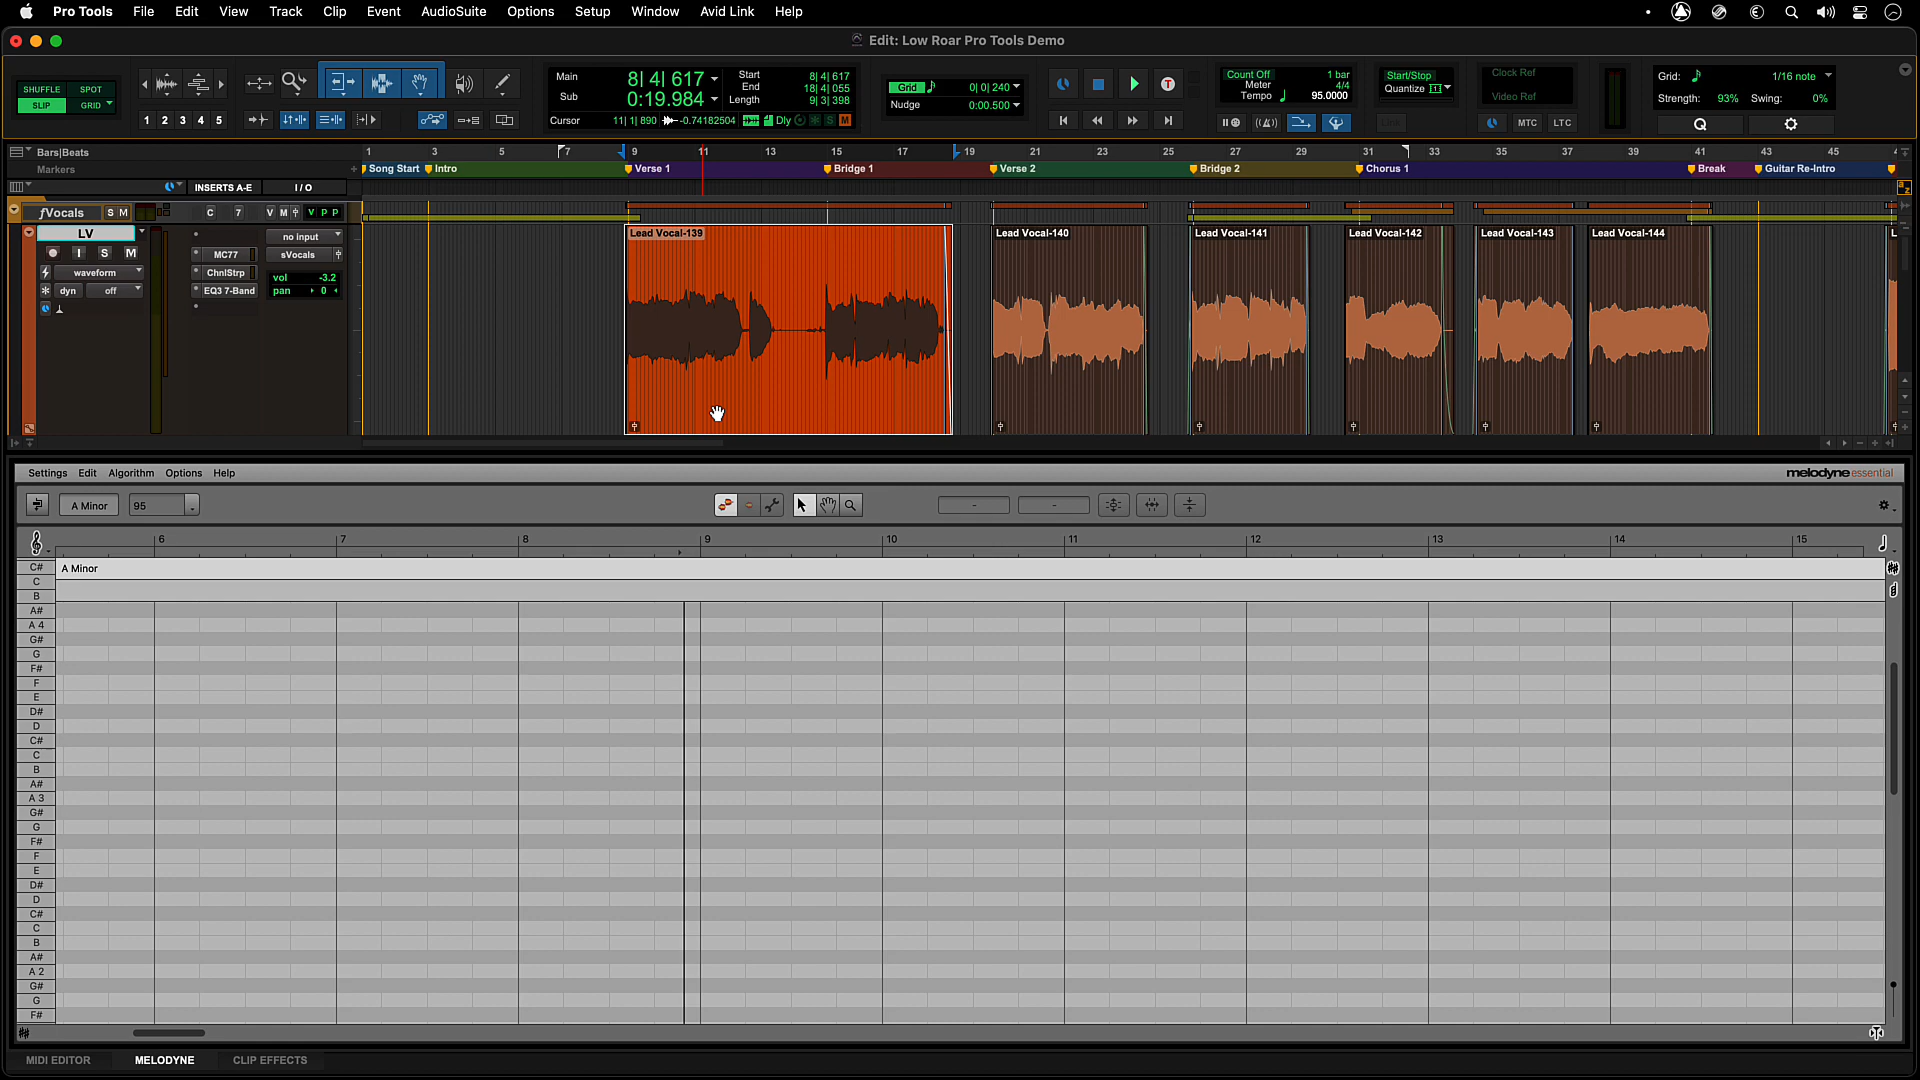 Pro Tools File Edit View Track Clip Event AudioSuite Options Setup Window Avid Link Help
Edit: Low Roar Pro Tools Demo
SHUFFLE SPOT
SLIP GRID
1 2 3 4 5
Main 8| 4| 617
Sub 0:19.984
Start 8| 4| 617
End 18| 4| 055
Length 9| 3| 398
Cursor 11| 1| 890 -0.74182504 Dly S M
Grid 0| 0| 240
Nudge 0:00.500
Count Off 1 bar
Meter 4/4
Tempo 95.0000
Start/Stop
Quantize
Link
Clock Ref
Video Ref
MTC LTC
Grid: 1/16 note
Strength: 93% Swing: 0%
Q
Bars|Beats 1 3 5 7 9 11 13 15 17 19 21 23 25 27 29 31 33 35 37 39 41 43 45
Markers Song Start Intro Verse 1 Bridge 1 Verse 2 Bridge 2 Chorus 1 Break Guitar Re-Intro
INSERTS A-E I / O
ƒVocals S M C 7 V M V P P
LV
I S M
waveform
dyn off
MC77
ChnlStrp
EQ3 7-Band
no input
sVocals
vol -3.2
pan 0
Lead Vocal-139 Lead Vocal-140 Lead Vocal-141 Lead Vocal-142 Lead Vocal-143 Lead Vocal-144 L
Settings Edit Algorithm Options Help
melodyne essential
A Minor 95 - -
6 7 8 9 10 11 12 13 14 15
C# A Minor
C
B
A#
A 4
G#
G
F#
F
E
D#
D
C#
C
B
A#
A 3
G#
G
F#
F
E
D#
D
C#
C
B
A#
A 2
G#
G
F#
MIDI EDITOR MELODYNE CLIP EFFECTS